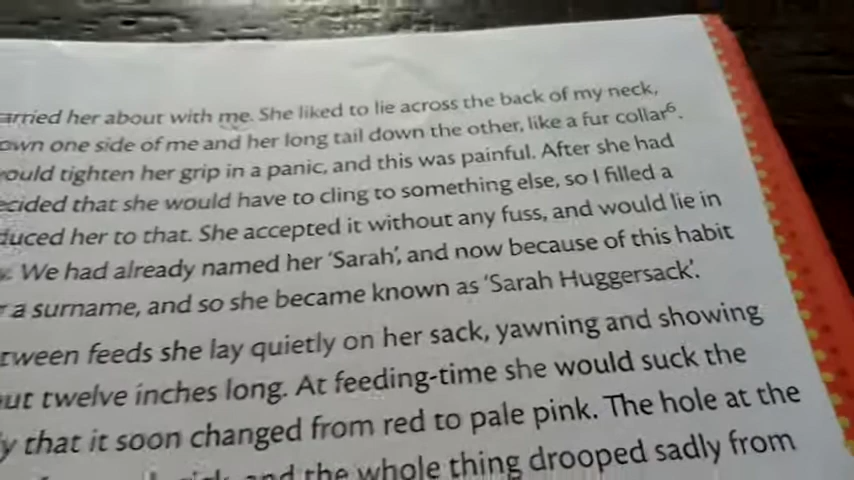 arried her about with me. She liked to lie across the back of my neck,
own one side of me and her long tail down the other, like a fur collar⁶.
ould tighten her grip in a panic, and this was painful. After she had
ecided that she would have to cling to something else, so I filled a
duced her to that. She accepted it without any fuss, and would lie in
We had already named her 'Sarah', and now because of this habit
a surname, and so she became known as 'Sarah Huggersack'.
tween feeds she lay quietly on her sack, yawning and showing
ut twelve inches long. At feeding-time she would suck the
y that it soon changed from red to pale pink. The hole at the
and the whole thing drooped sadly from